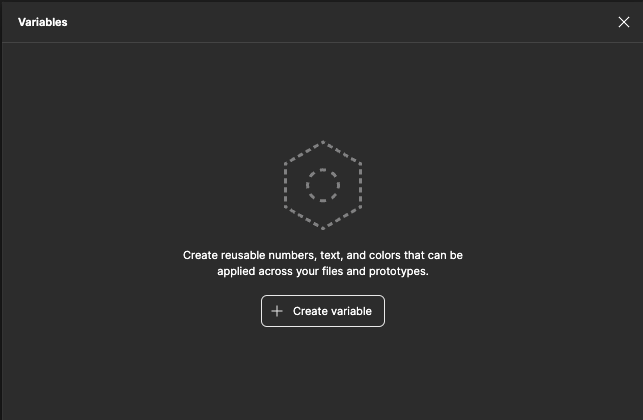 Variables
Create reusable numbers, text, and colors that can be
applied across your files and prototypes.
Create variable